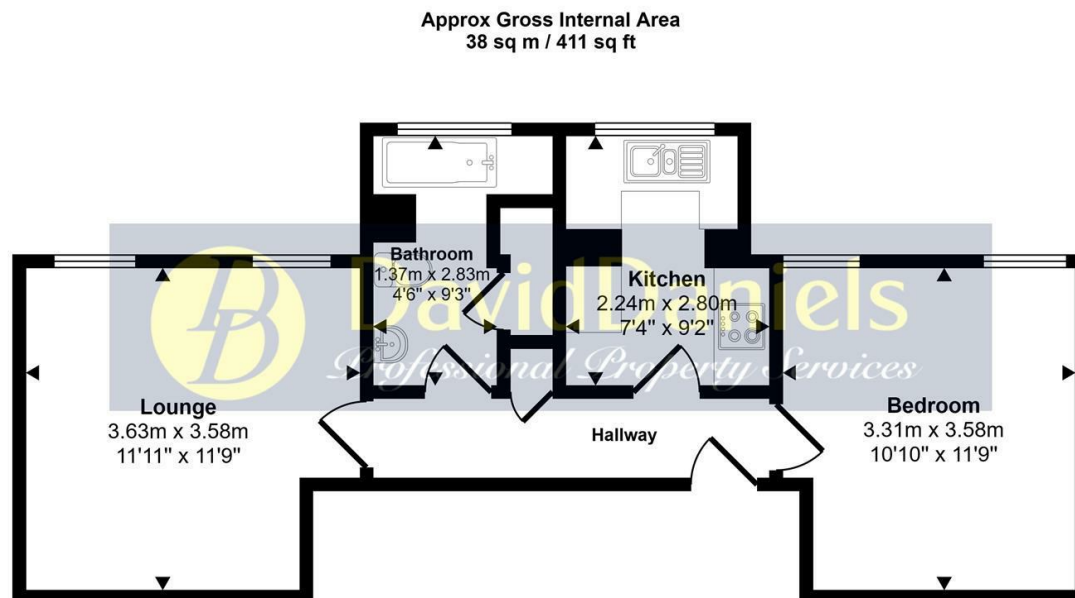 Approx Gross Internal Area
38 sq m / 411 sq ft
Bathroom
1.37m x 2.83m
4'6" x 9'3"
Kitchen
2.24m x 2.80m
7'4" x 9'2"
DD DavidDaniels
Professional Property Services
Lounge
3.63m x 3.58m
11'11" x 11'9"
Hallway
Bedroom
3.31m x 3.58m
10'10" x 11'9"